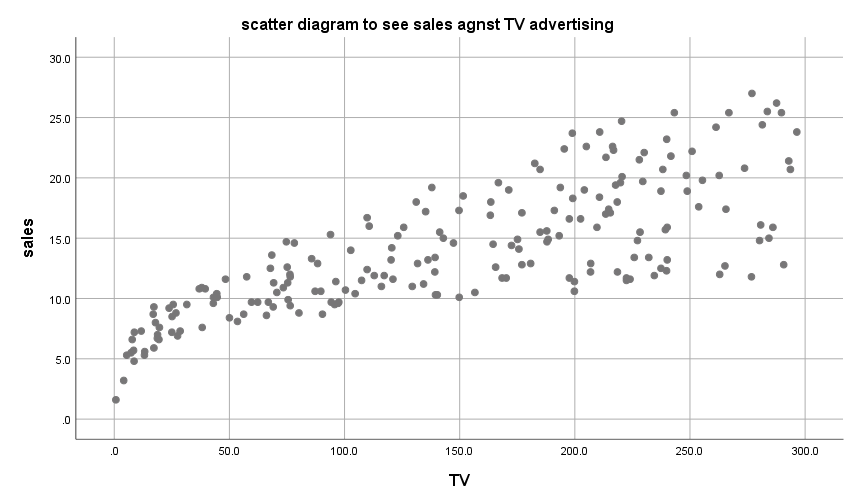 scatter diagram to see sales agnst TV advertising
30.0
25.0
20.0
15.0
10.0
5.0
.0
sales
.0 50.0 100.0 150.0 200.0 250.0 300.0
TV